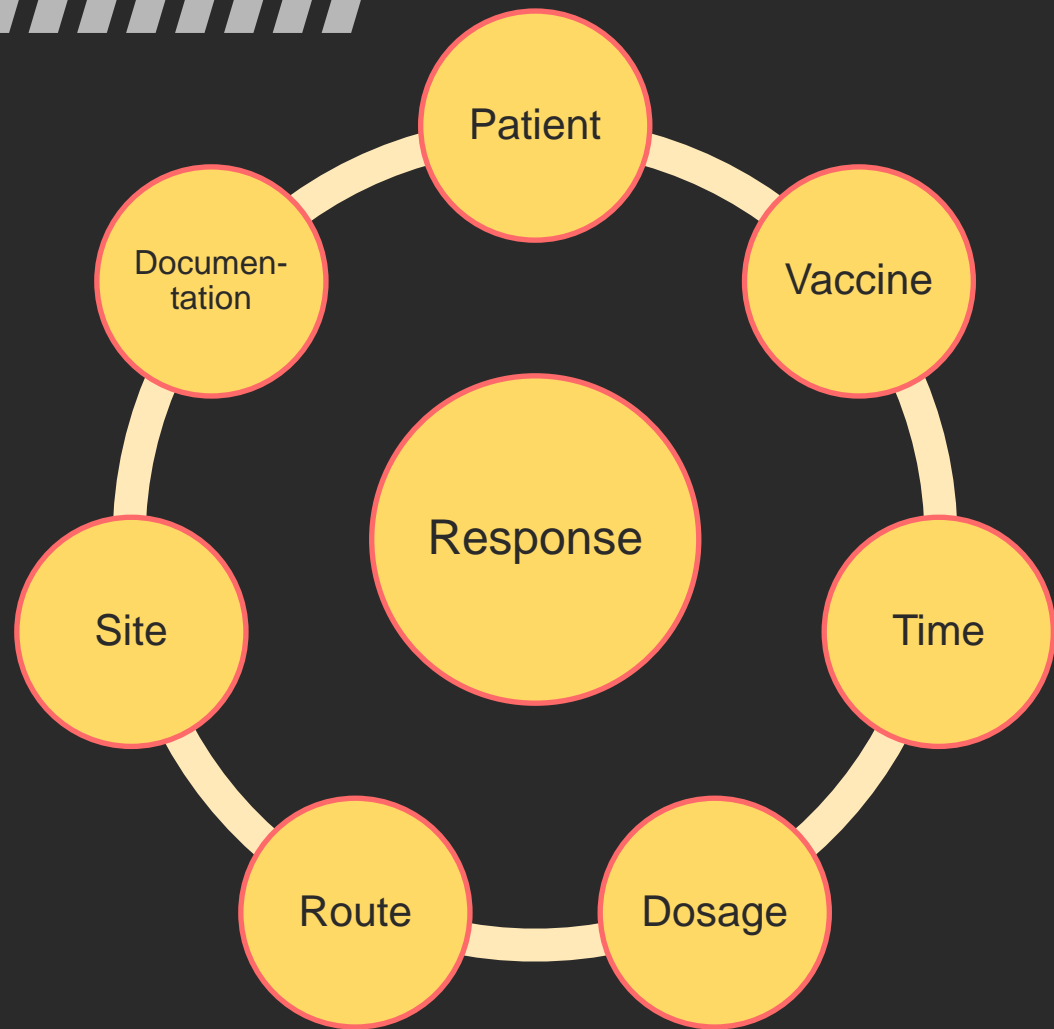 Patient
Vaccine
Time
Dosage
Route
Site
Documen-
tation
Response